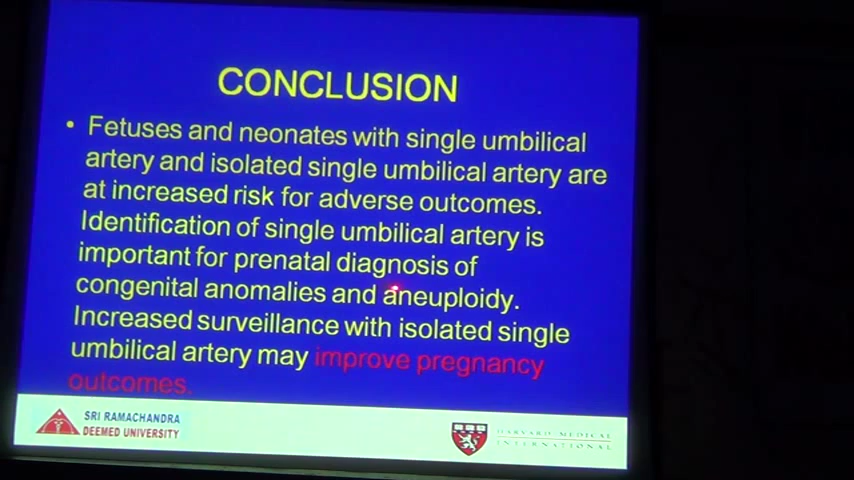 CONCLUSION
• Fetuses and neonates with single umbilical
artery and isolated single umbilical artery are
at increased risk for adverse outcomes.
Identification of single umbilical artery is
important for prenatal diagnosis of
congenital anomalies and aneuploidy.
Increased surveillance with isolated single
umbilical artery may improve pregnancy
outcomes.
SRI RAMACHANDRA
DEEMED UNIVERSITY
HARVARD MEDICAL
INTERNATIONAL